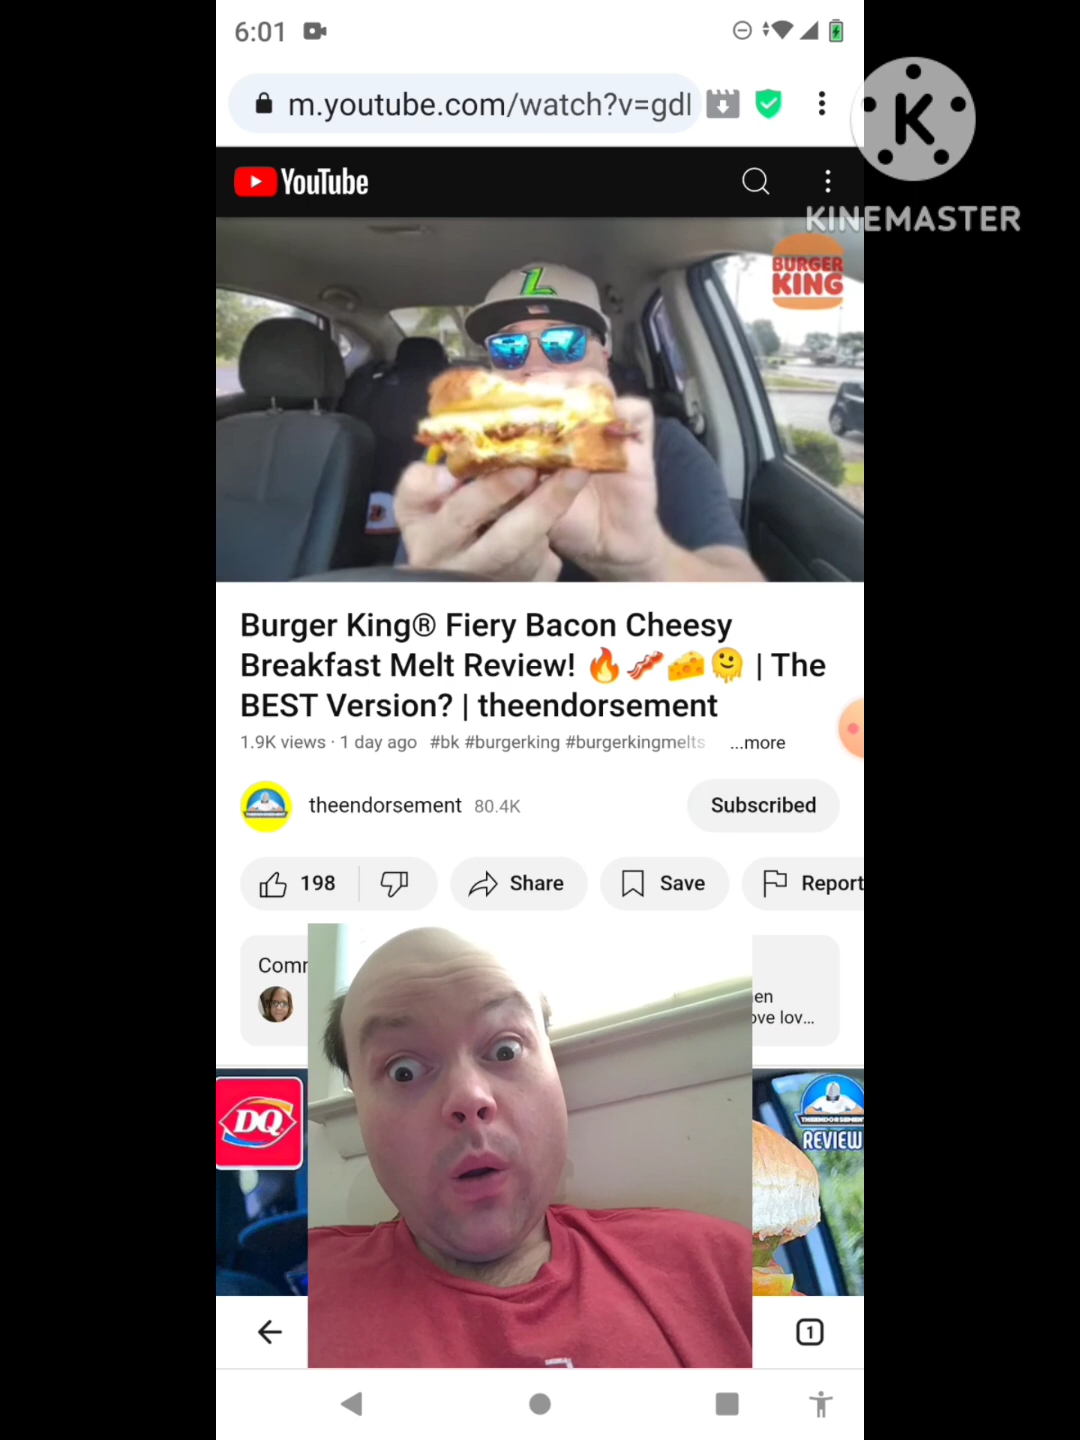 6:01
m.youtube.com/watch?v=gdl
K
KINEMASTER
YouTube
BURGER
KING
L
Burger King® Fiery Bacon Cheesy
Breakfast Melt Review! 🔥🥓🧀🫠 | The
BEST Version? | theendorsement
1.9K views · 1 day ago #bk #burgerking #burgerkingmelts ...more
theendorsement 80.4K
Subscribed
198
Share
Save
Report
Com
en
ove lov...
DQ
REVIEW
1